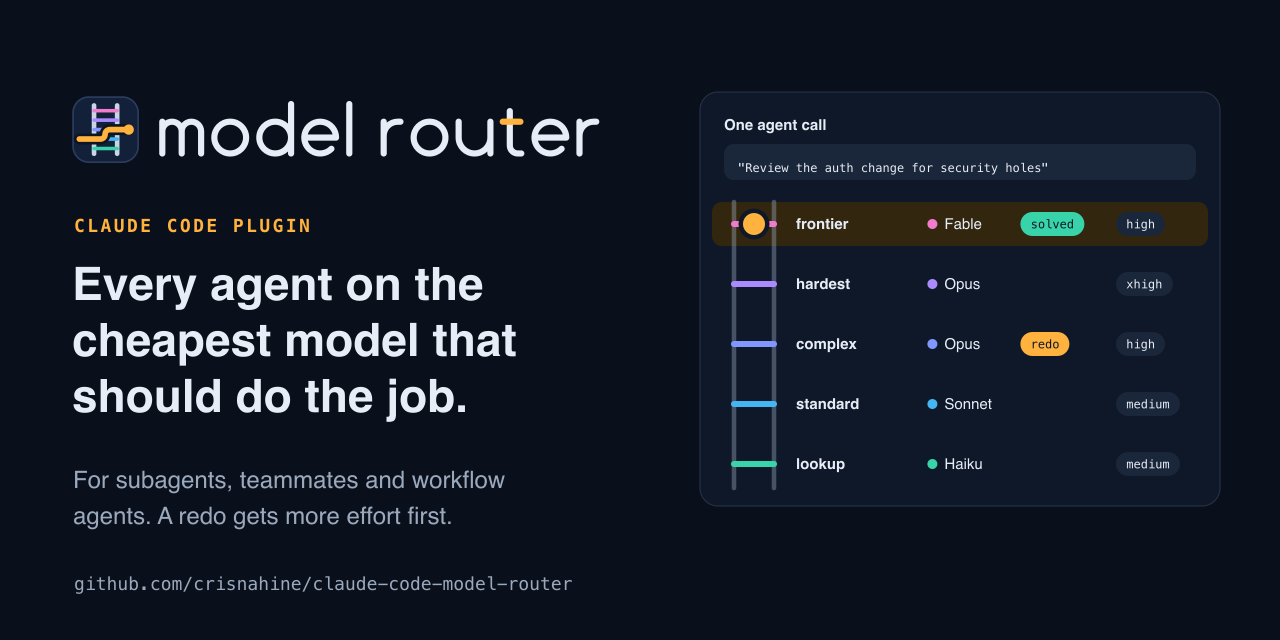 model router
CLAUDE CODE PLUGIN
Every agent on the
cheapest model that
should do the job.
For subagents, teammates and workflow
agents. A redo gets more effort first.
github.com/crisnahine/claude-code-model-router
One agent call
"Review the auth change for security holes"
frontier Fable solved high
hardest Opus xhigh
complex Opus redo high
standard Sonnet medium
lookup Haiku medium